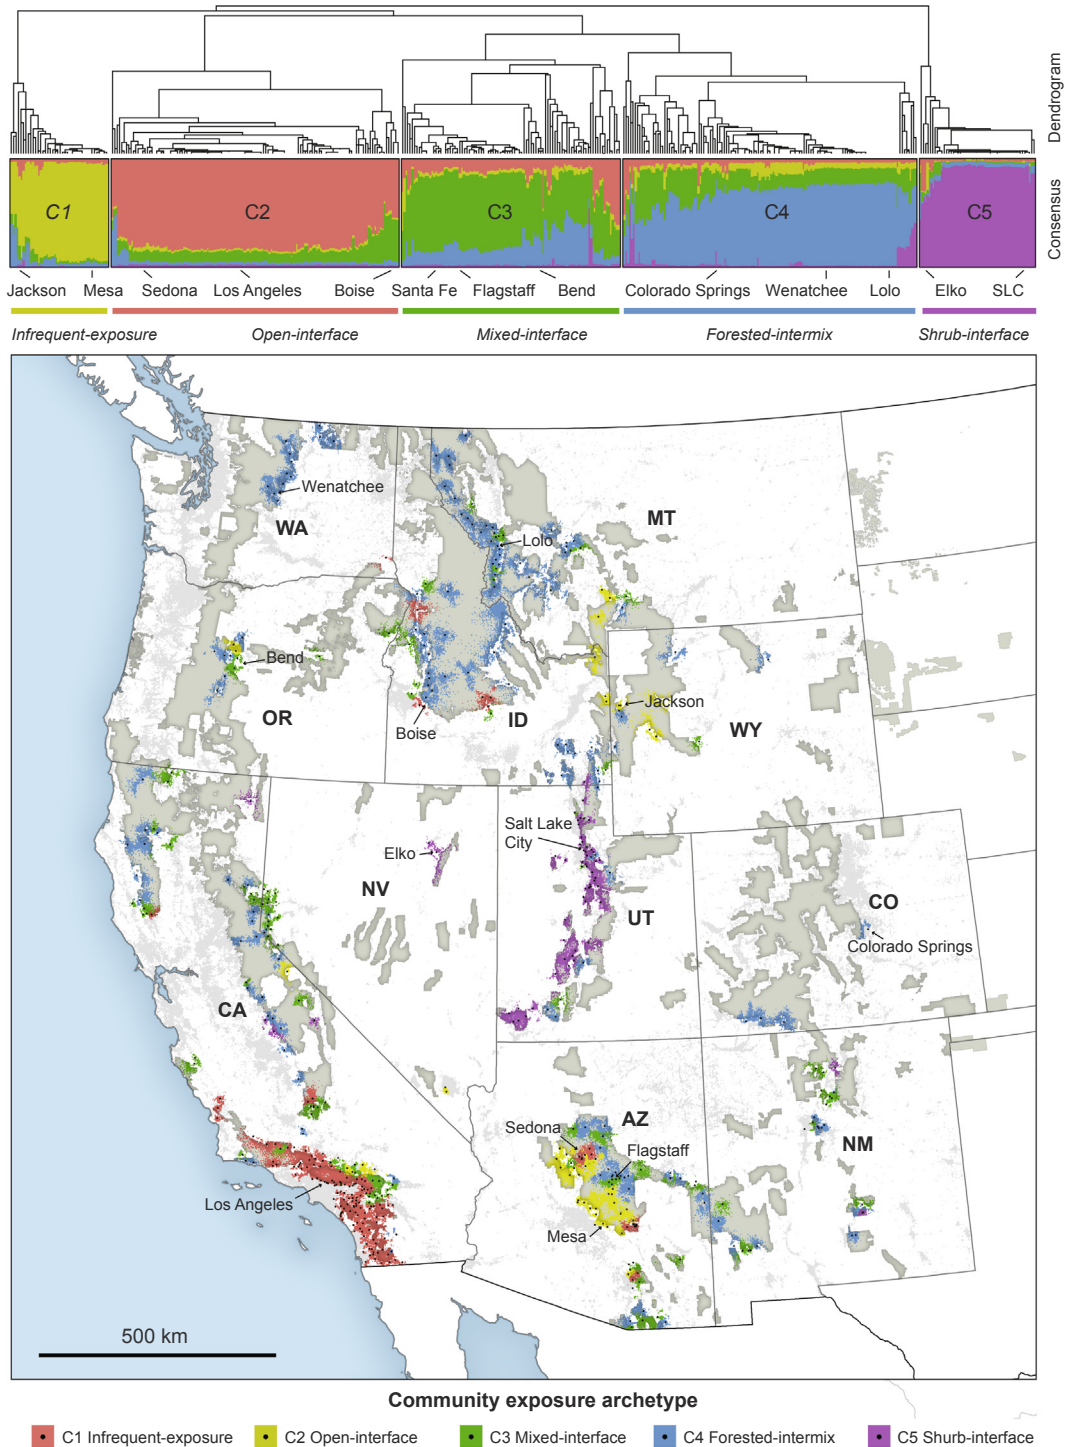 Dendrogram
Consensus
C1 C2 C3 C4 C5
Jackson Mesa Sedona Los Angeles Boise Santa Fe Flagstaff Bend Colorado Springs Wenatchee Lolo Elko SLC
Infrequent-exposure Open-interface Mixed-interface Forested-intermix Shrub-interface
Wenatchee
WA
MT
Lolo
Bend
Jackson
OR
ID
WY
Boise
Salt Lake
City
Elko
NV
CO
UT
Colorado Springs
CA
AZ
Sedona
NM
Flagstaff
Los Angeles
Mesa
500 km
Community exposure archetype
C1 Infrequent-exposure C2 Open-interface C3 Mixed-interface C4 Forested-intermix C5 Shurb-interface